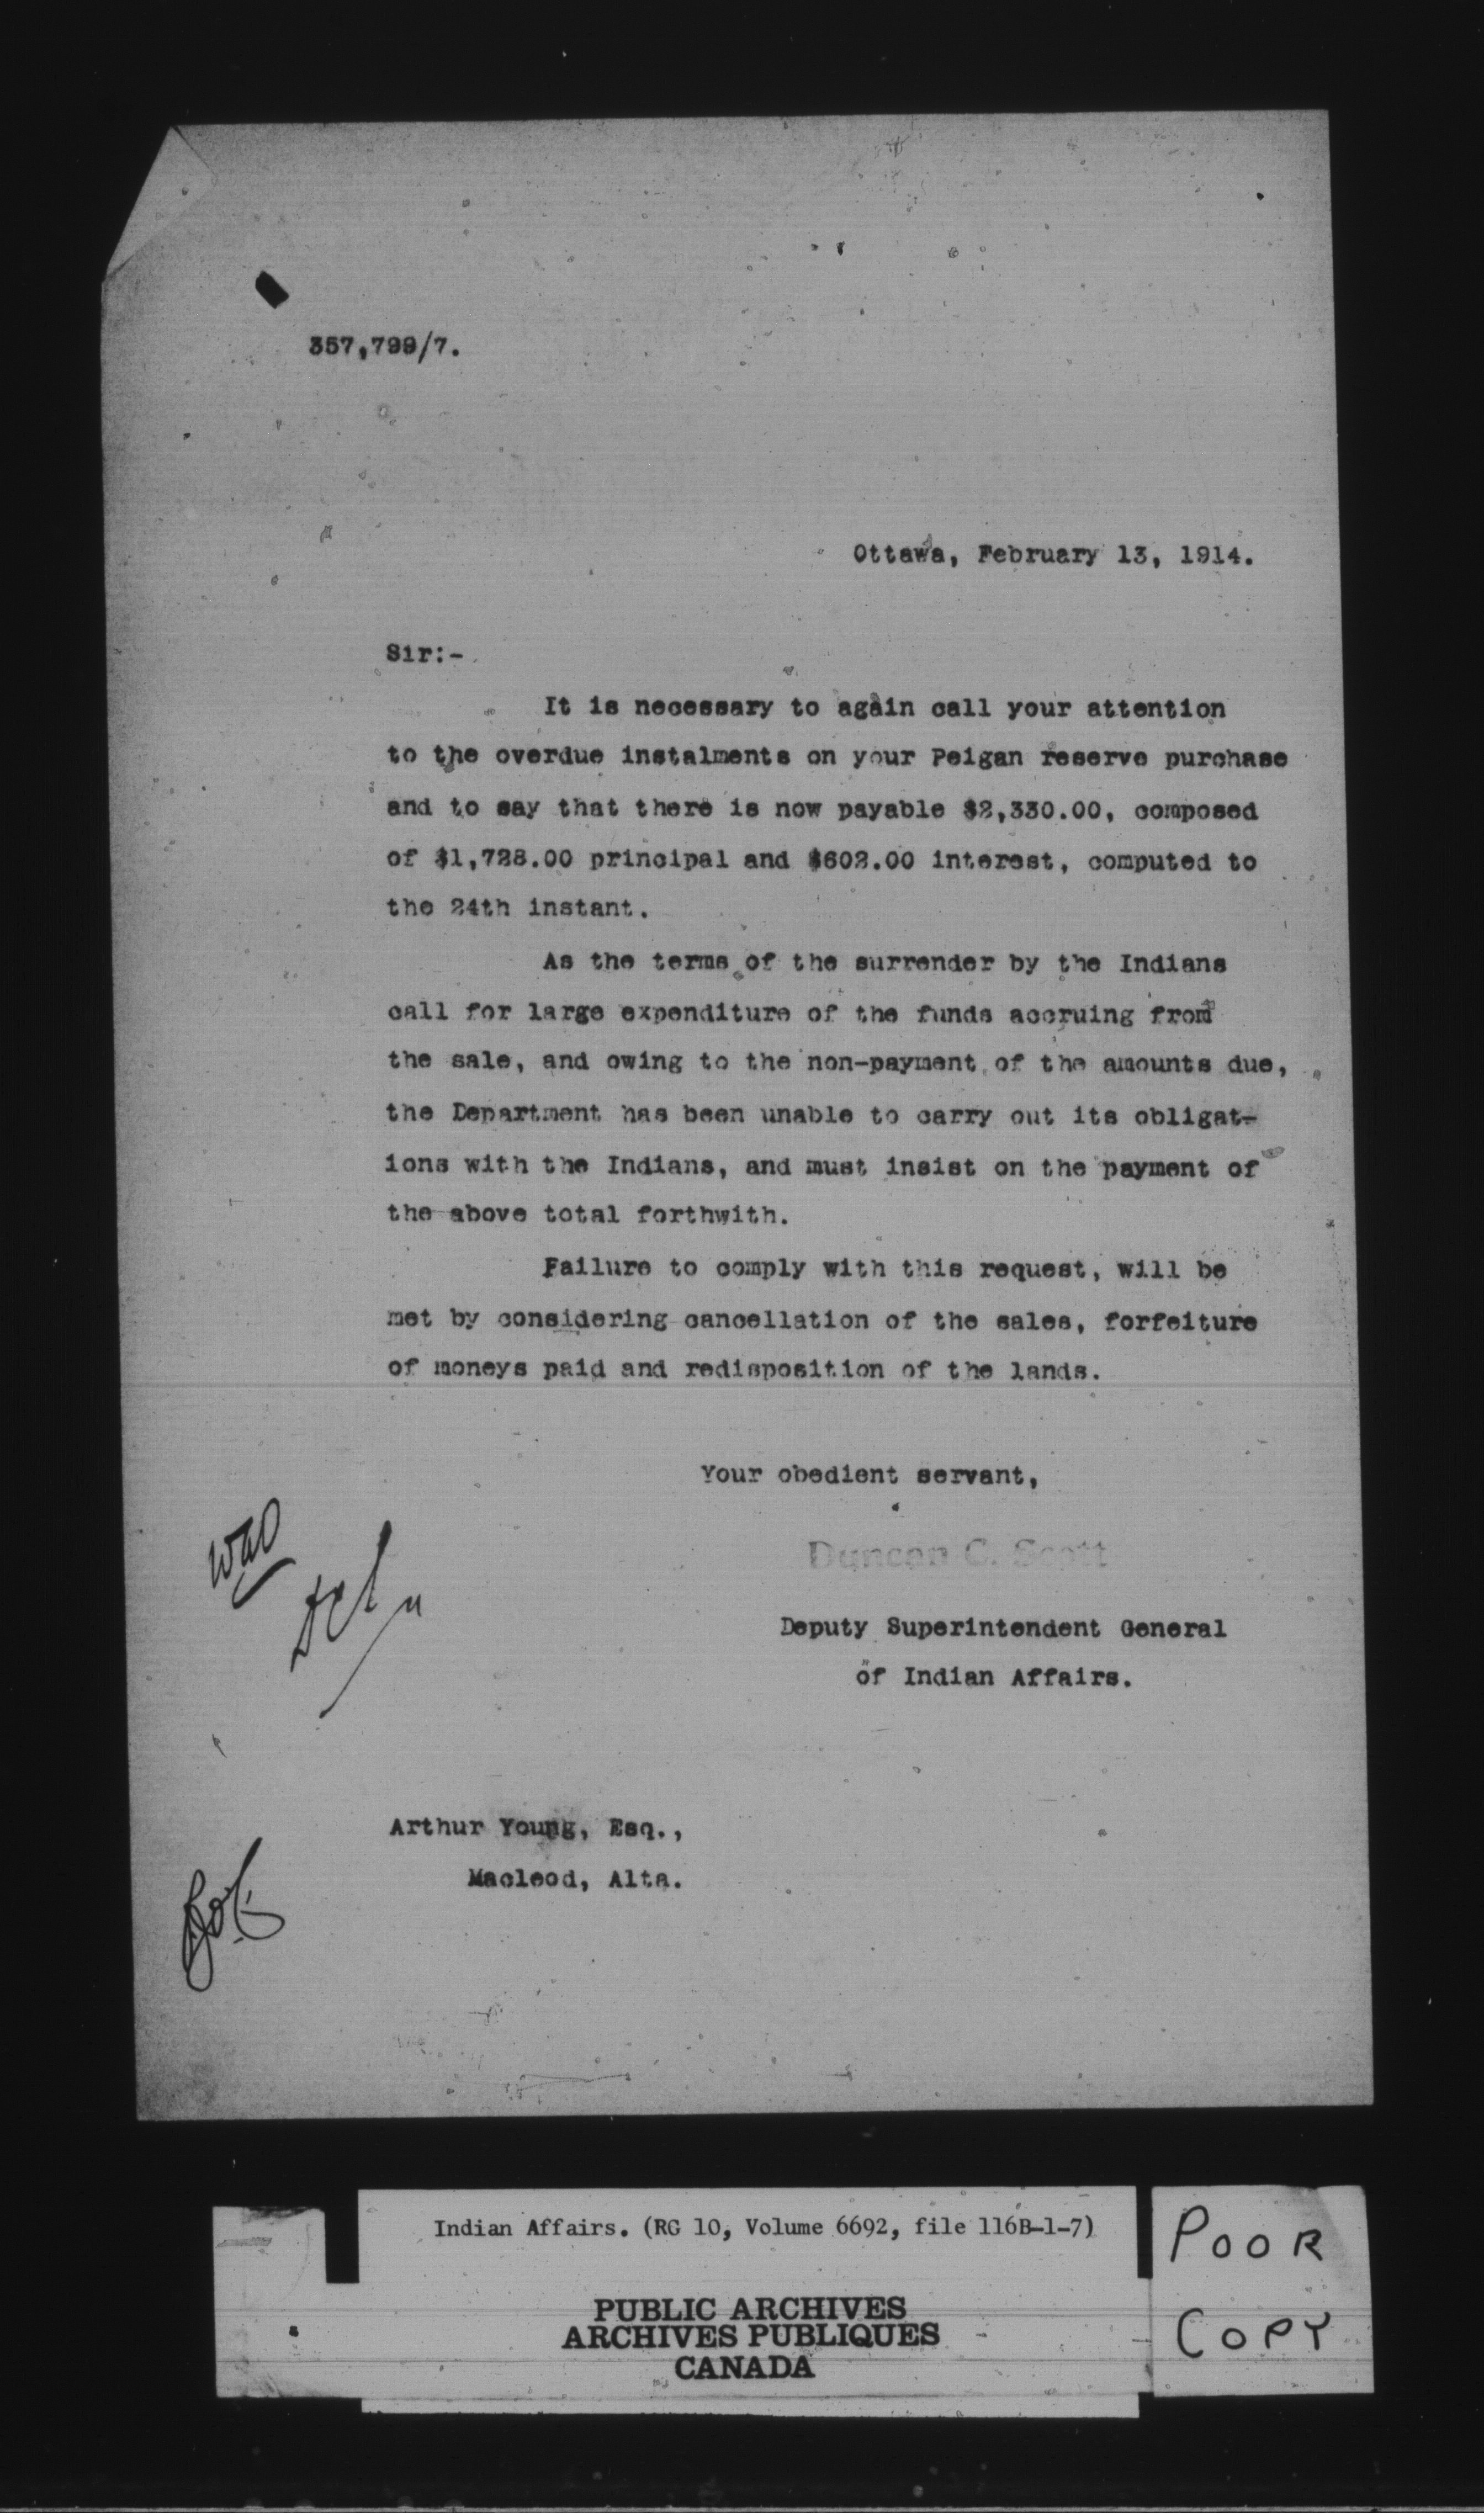 357,799/7.
Ottawa, February 13, 1914.
Sir:-
It is necessary to again call your attention
to the overdue instalments on your Peigan reserve purchase
and to say that there is now payable $2,330.00, composed
of $1,728.00 principal and $602.00 interest, computed to
the 24th instant.
As the terms of the surrender by the Indians
call for large expenditure of the funds accruing from
the sale, and owing to the non-payment of the amounts due,
the Department has been unable to carry out its obligat-
ions with the Indians, and must insist on the payment of
the above total forthwith.
Failure to comply with this request, will be
met by considering cancellation of the sales, forfeiture
of moneys paid and redisposition of the lands.
Your obedient servant,
Duncan C. Scott
Deputy Superintendent General
of Indian Affairs.
Arthur Young, Esq.,
Macleod, Alta.
Indian Affairs. (RG 10, Volume 6692, file 116B-1-7)
PUBLIC ARCHIVES
ARCHIVES PUBLIQUES
CANADA
POOR
COPY